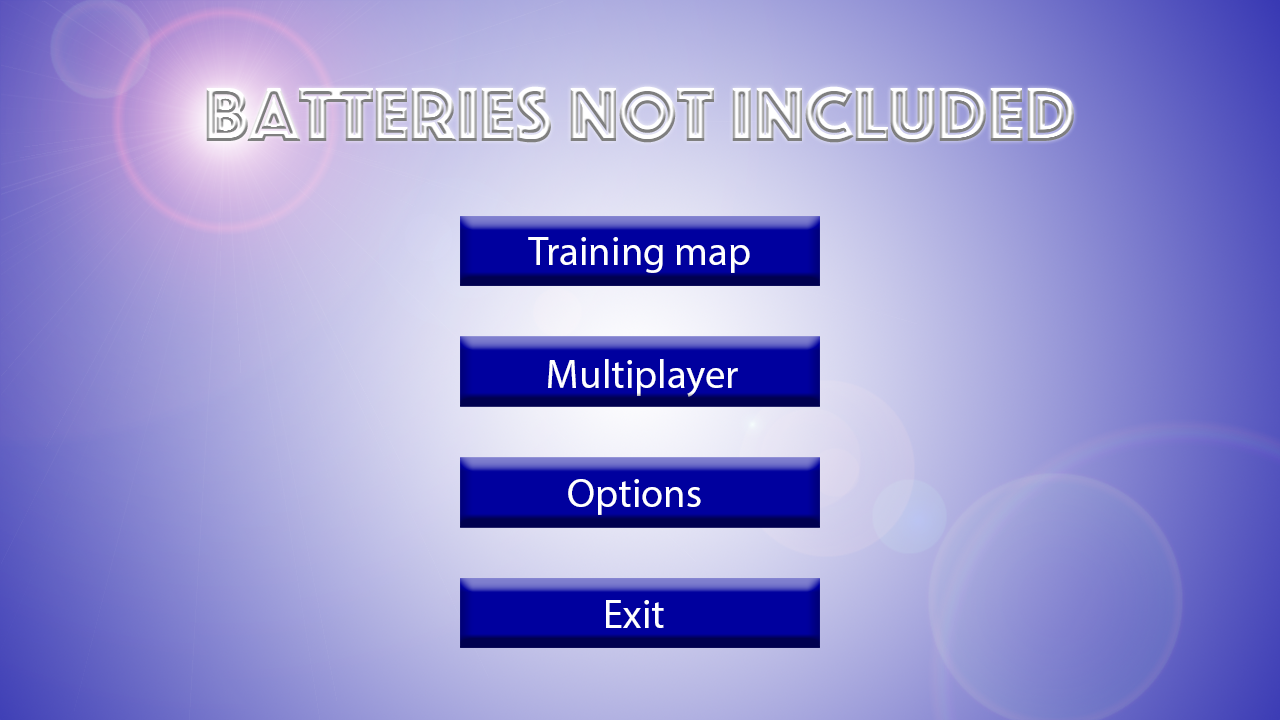 BATTERIES NOT INCLUDED
Training map
Multiplayer
Options
Exit